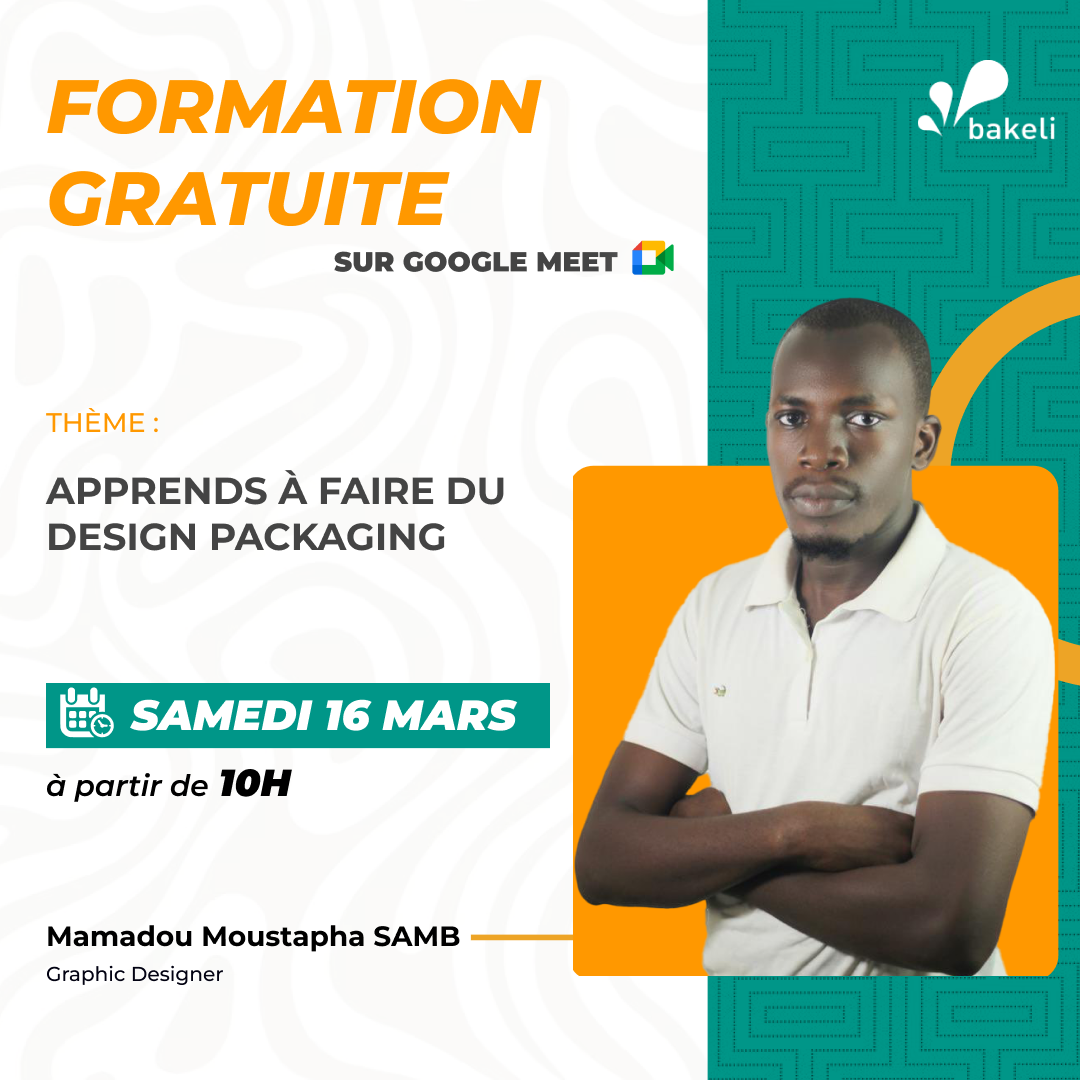 FORMATION
GRATUITE
SUR GOOGLE MEET
bakeli
THÈME :
APPRENDS À FAIRE DU
DESIGN PACKAGING
SAMEDI 16 MARS
à partir de 10H
Mamadou Moustapha SAMB
Graphic Designer